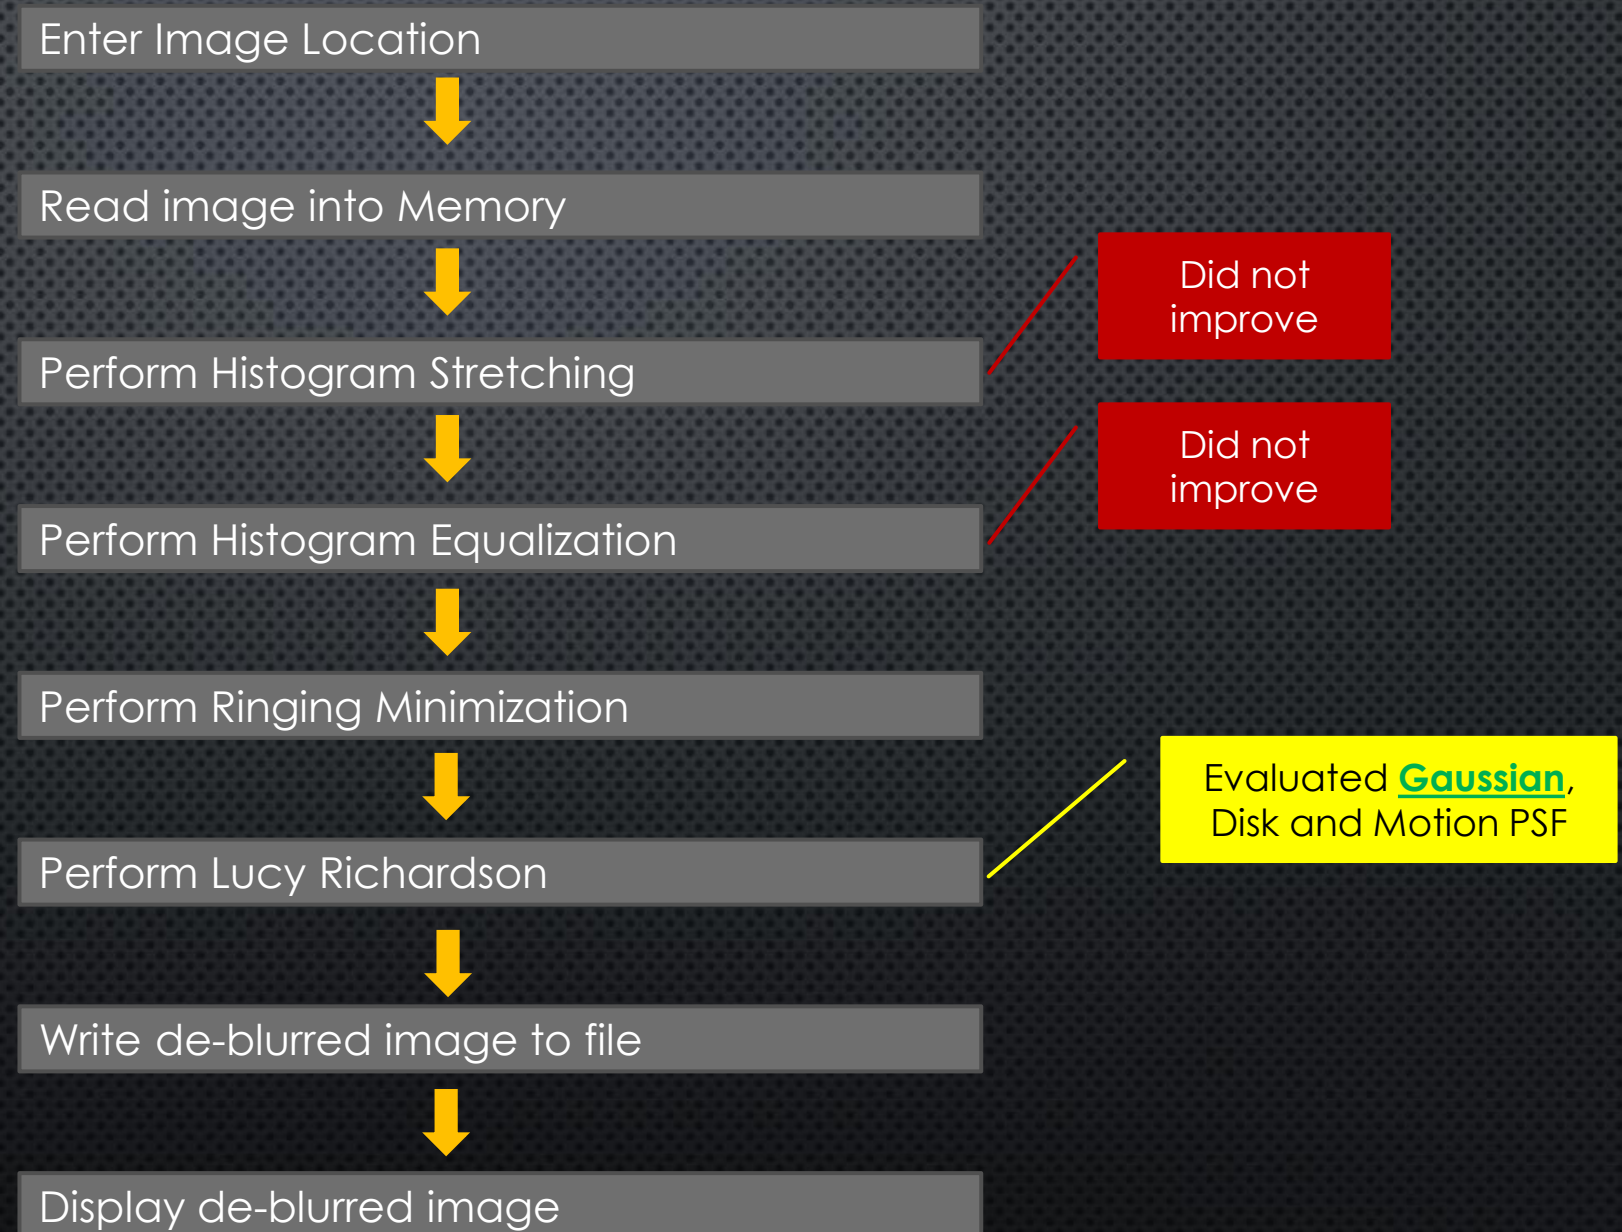 Enter Image Location
Read image into Memory
Did not
improve
Perform Histogram Stretching
Did not
improve
Perform Histogram Equalization
Perform Ringing Minimization
Evaluated Gaussian,
Disk and Motion PSF
Perform Lucy Richardson
Write de-blurred image to file
Display de-blurred image